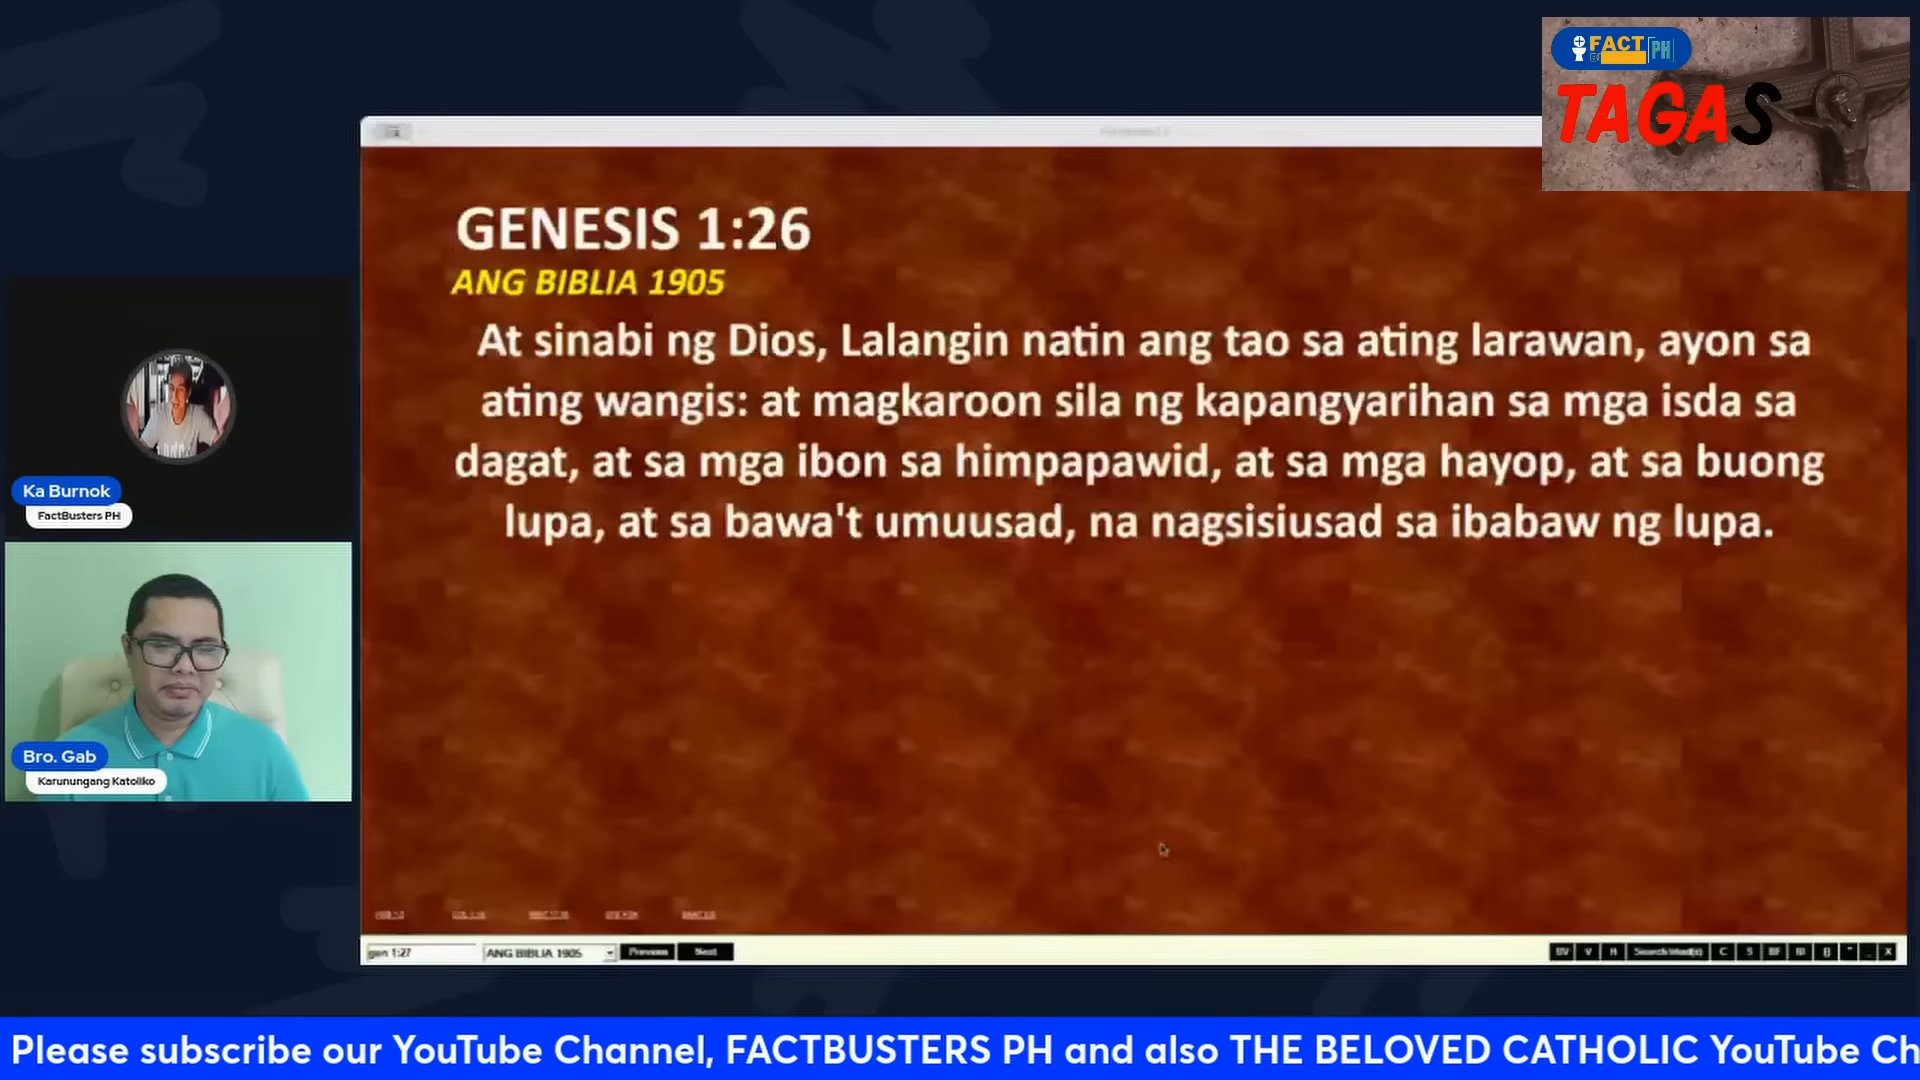 FACT
PH
TAGAS
GENESIS 1:26
ANG BIBLIA 1905
At sinabi ng Dios, Lalangin natin ang tao sa ating larawan, ayon sa
ating wangis: at magkaroon sila ng kapangyarihan sa mga isda sa
dagat, at sa mga ibon sa himpapawid, at sa mga hayop, at sa buong
lupa, at sa bawa't umuusad, na nagsisiusad sa ibabaw ng lupa.
Ka Burnok
FactBusters PH
Bro. Gab
Karunungang Katoliko
gen 1:27
ANG BIBLIA 1905
Previous
Next
Search Word(s)
C
S
X
Please subscribe our YouTube Channel, FACTBUSTERS PH and also THE BELOVED CATHOLIC YouTube Ch